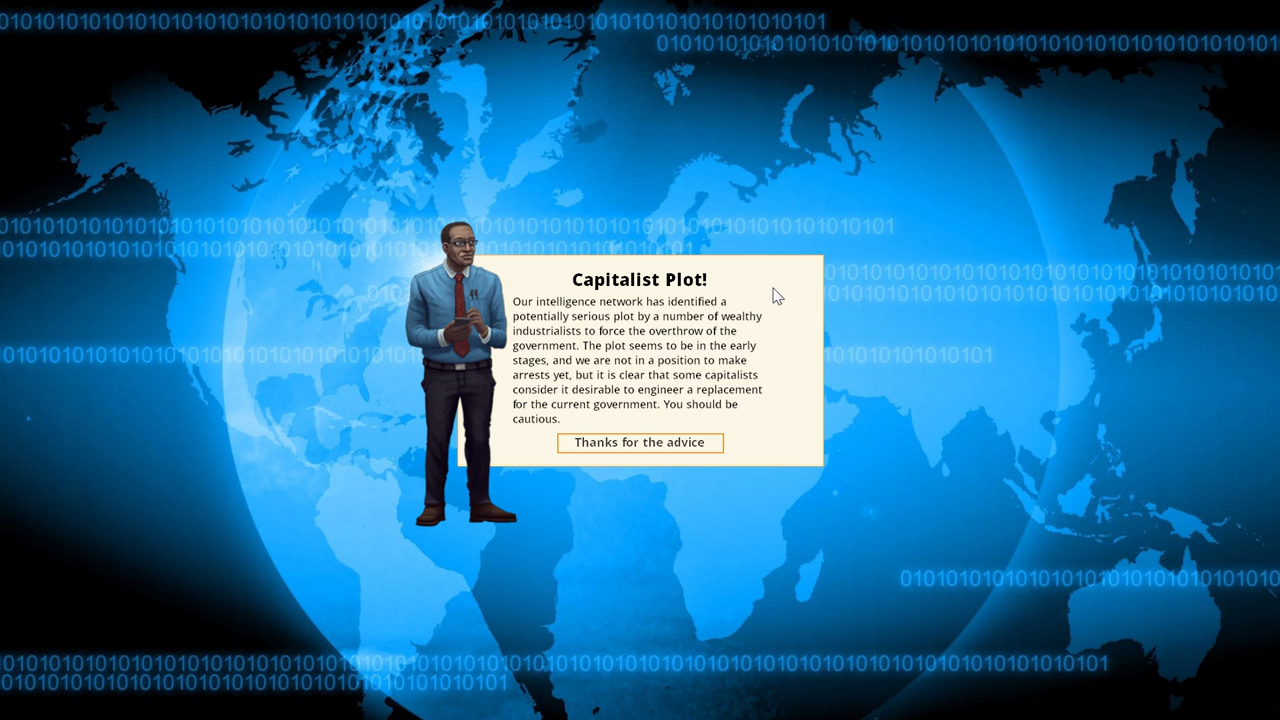 Capitalist Plot!
Our intelligence network has identified a
potentially serious plot by a number of wealthy
industrialists to force the overthrow of the
government. The plot seems to be in the early
stages, and we are not in a position to make
arrests yet, but it is clear that some capitalists
consider it desirable to engineer a replacement
for the current government. You should be
cautious.
Thanks for the advice